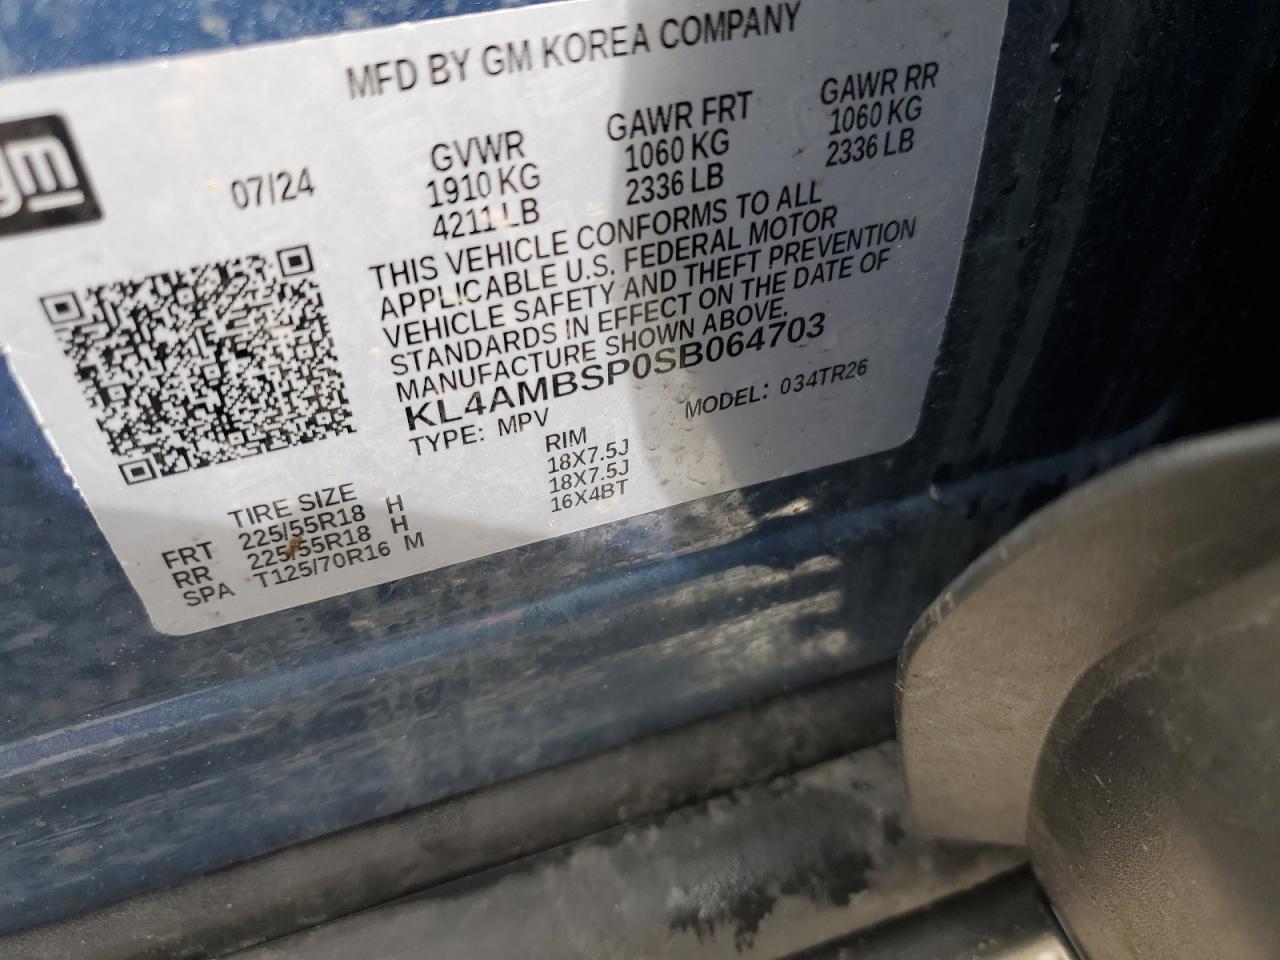 MFD BY GM KOREA COMPANY
gm
07/24
GVWR
1910 KG
4211 LB
GAWR FRT
1060 KG
2336 LB
GAWR RR
1060 KG
2336 LB
THIS VEHICLE CONFORMS TO ALL
APPLICABLE U.S. FEDERAL MOTOR
VEHICLE SAFETY AND THEFT PREVENTION
STANDARDS IN EFFECT ON THE DATE OF
MANUFACTURE SHOWN ABOVE.
KL4AMBSP0SB064703
TYPE: MPV
MODEL: 034TR26
TIRE SIZE RIM
FRT 225/55R18 H 18X7.5J
RR 225/55R18 H 18X7.5J
SPA T125/70R16 M 16X4BT